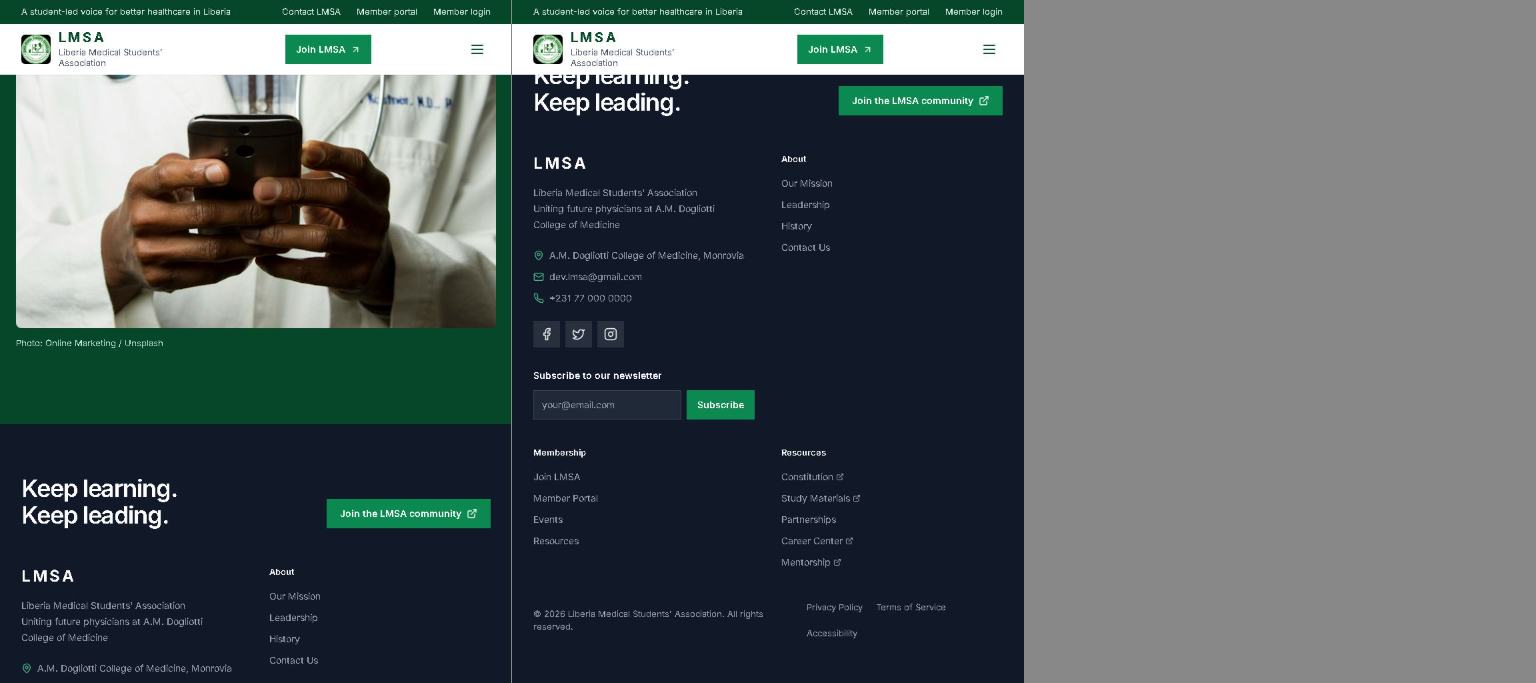 A student-led voice for better healthcare in Liberia
Contact LMSA
Member portal
Member login
LMSA
Liberia Medical Students'
Association
Join LMSA
Photo: Online Marketing / Unsplash
Keep learning.
Keep leading.
Join the LMSA community
LMSA
Liberia Medical Students' Association
Uniting future physicians at A.M. Dogliotti
College of Medicine
A.M. Dogliotti College of Medicine, Monrovia
About
Our Mission
Leadership
History
Contact Us
A student-led voice for better healthcare in Liberia
Contact LMSA
Member portal
Member login
LMSA
Liberia Medical Students'
Association
Join LMSA
Keep learning.
Keep leading.
Join the LMSA community
LMSA
Liberia Medical Students' Association
Uniting future physicians at A.M. Dogliotti
College of Medicine
A.M. Dogliotti College of Medicine, Monrovia
dev.lmsa@gmail.com
+231 77 000 0000
About
Our Mission
Leadership
History
Contact Us
Subscribe to our newsletter
your@email.com
Subscribe
Membership
Join LMSA
Member Portal
Events
Resources
Resources
Constitution
Study Materials
Partnerships
Career Center
Mentorship
© 2026 Liberia Medical Students' Association. All rights
reserved.
Privacy Policy
Terms of Service
Accessibility